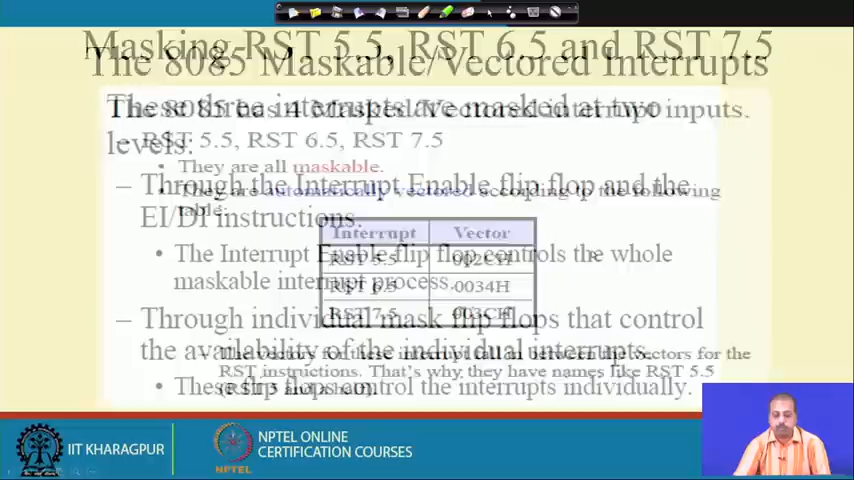 Masking RST 5.5, RST 6.5 and RST 7.5
The 8085 Maskable/Vectored Interrupts
These three interrupts are masked at two
levels:
The 8085 has 4 Masked/Vectored interrupt inputs.
– RST 5.5, RST 6.5, RST 7.5
• They are all maskable.
• They are automatically vectored according to the following
table:
– Through the Interrupt Enable flip flop and the
EI/DI instructions.
Interrupt Vector
RST 5.5 002CH
RST 6.5 0034H
RST 7.5 003CH
• The Interrupt Enable flip flop controls the whole
maskable interrupt process.
– Through individual mask flip flops that control
the availability of the individual interrupts.
– The vectors for these interrupt fall in between the vectors for the
RST instructions. That's why, they have names like RST 5.5
(RST 5 and a half).
• These flip flops control the interrupts individually.
IIT KHARAGPUR
NPTEL
NPTEL ONLINE
CERTIFICATION COURSES